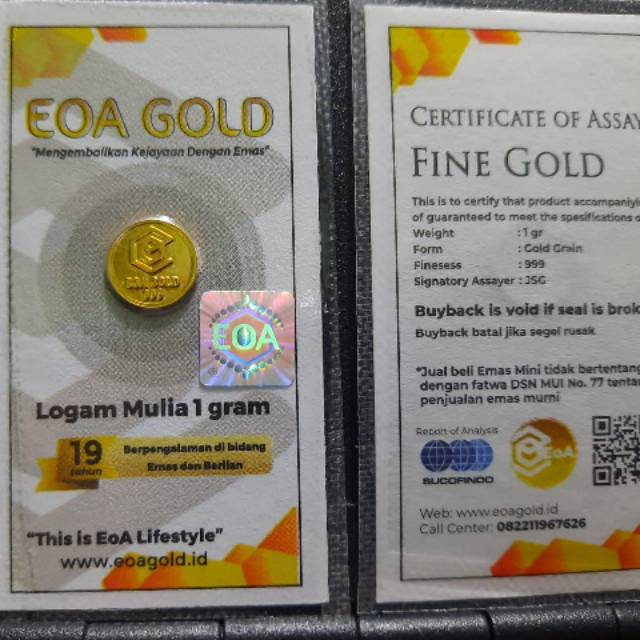 EOA GOLD
"Mengembalikan Kejayaan Dengan Emas"
EOA GOLD
999
EOA
Logam Mulia 1 gram
19
tahun
Berpengalaman di bidang
Emas dan Berlian
"This is EoA Lifestyle"
www.eoagold.id
CERTIFICATE OF ASSAY
FINE GOLD
This is to certify that product accompanyi
of guaranteed to meet the spesifications o
Weight : 1 gr
Form : Gold Grain
Finesess : 999
Signatory Assayer : JSG
Buyback is void if seal is brok
Buyback batal jika segel rusak
*Jual beli Emas Mini tidak bertentang
dengan fatwa DSN MUI No. 77 tenta
penjualan emas murni
Report of Analysis
SUCOFINDO
EoA
Web: www.eoagold.id
Call Center: 082211967626